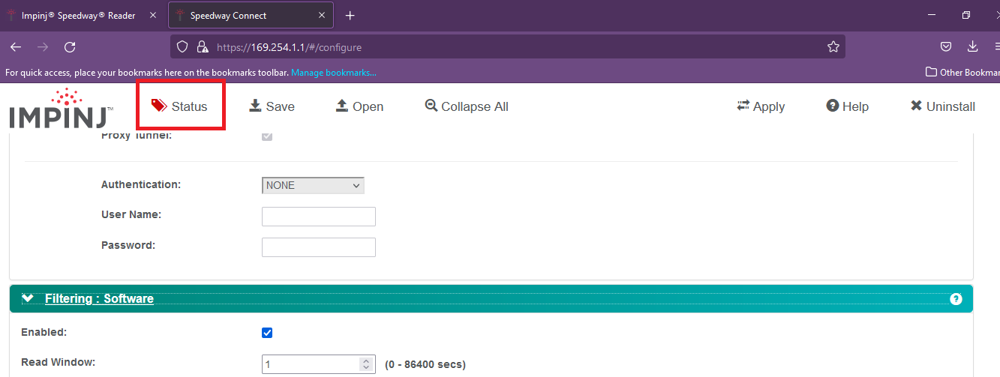 Impinj® Speedway® Reader
Speedway Connect
https://169.254.1.1/#/configure
For quick access, place your bookmarks here on the bookmarks toolbar. Manage bookmarks...
Other Bookmar
IMPINJ™
Status
Save
Open
Collapse All
Apply
Help
Uninstall
Proxy Tunnel:
Authentication:
NONE
User Name:
Password:
Filtering : Software
Enabled:
Read Window:
1
(0 - 86400 secs)